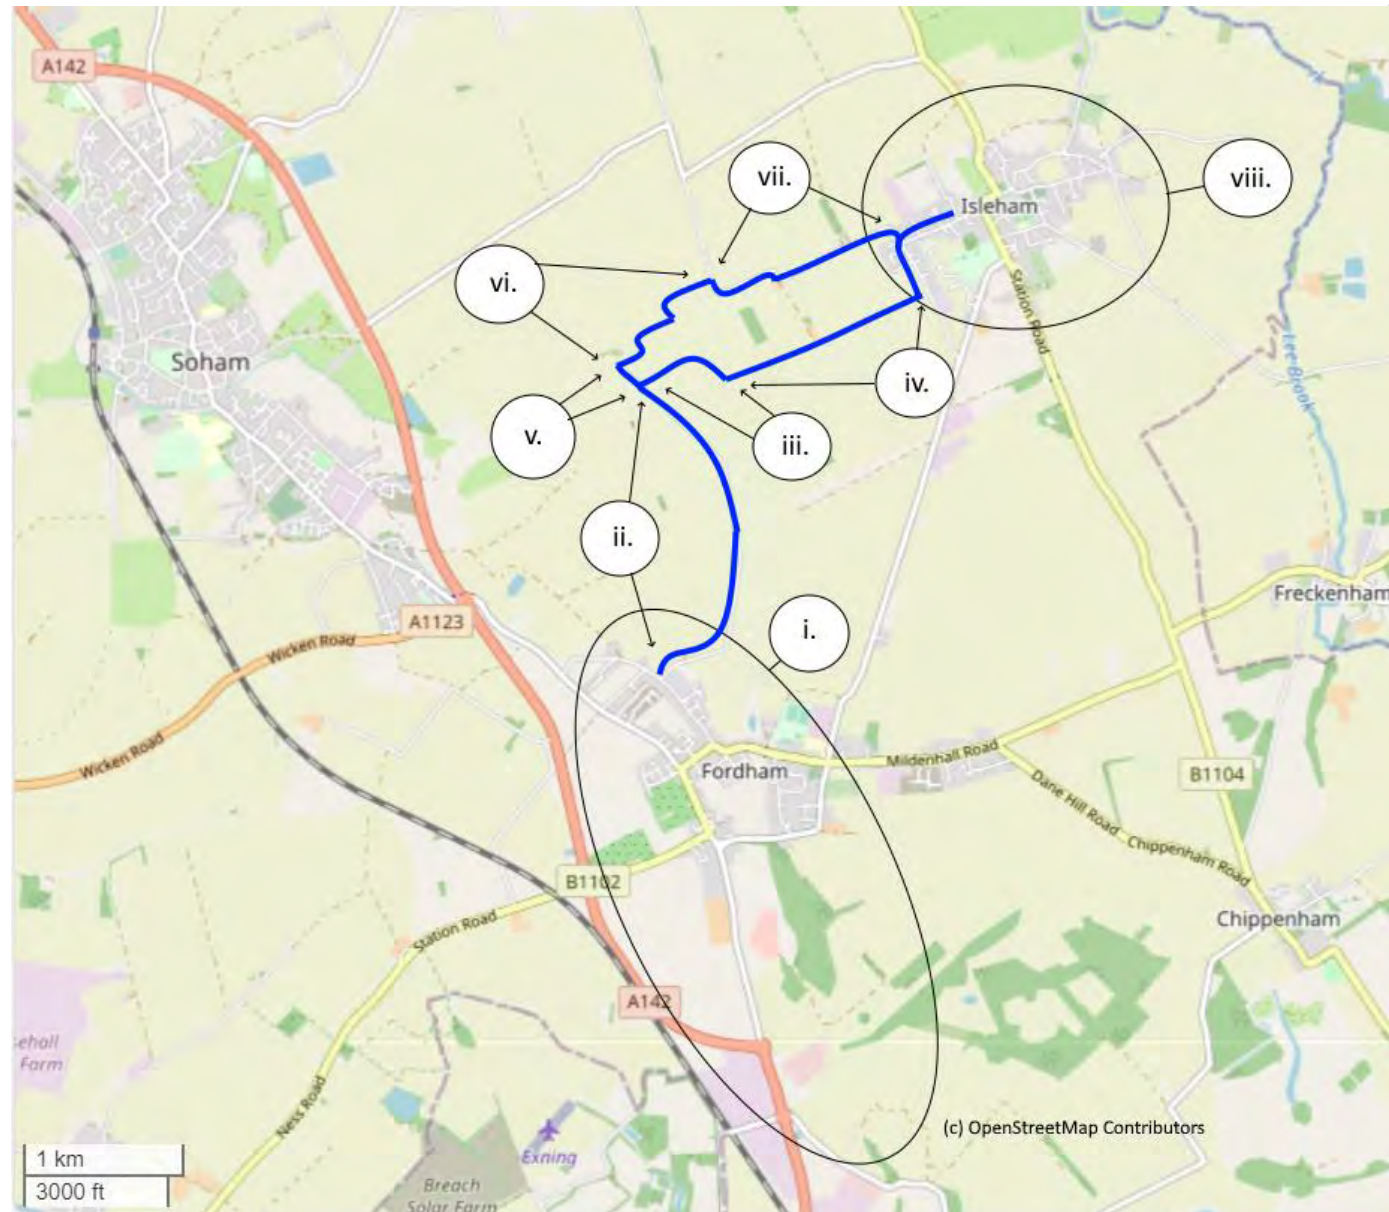 A142
vii.
viii.
Isleham
vi.
Station Road
Lee Brook
Soham
iv.
v.
iii.
ii.
Freckenham
A1123
i.
Wicken Road
Wicken Road
Mildenhall Road
Fordham
B1104
Dane Hill Road
Chippenham Road
B1102
Station Road
Chippenham
A142
sehall
Farm
Ness Road
(c) OpenStreetMap Contributors
1 km
Exning
3000 ft
Breach
Solar Farm